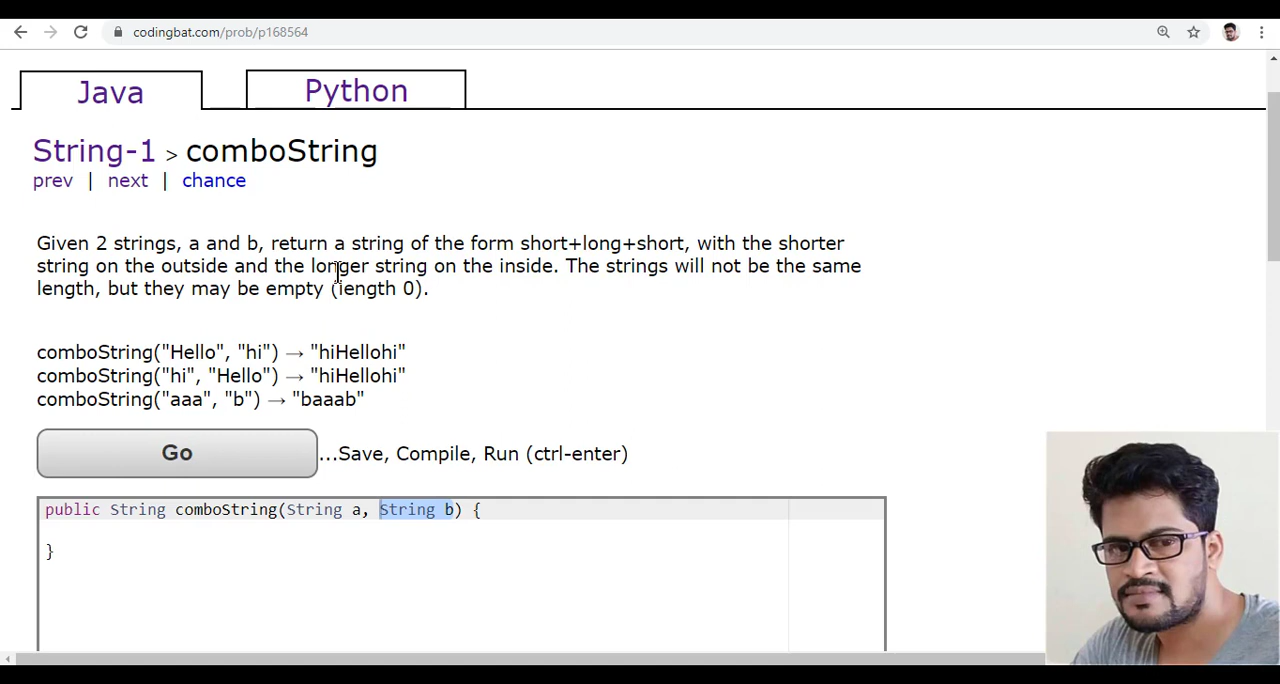 codingbat.com/prob/p168564
Java Python
String-1 > comboString
prev | next | chance
Given 2 strings, a and b, return a string of the form short+long+short, with the shorter
string on the outside and the longer string on the inside. The strings will not be the same
length, but they may be empty (length 0).
comboString("Hello", "hi") → "hiHellohi"
comboString("hi", "Hello") → "hiHellohi"
comboString("aaa", "b") → "baaab"
Go ...Save, Compile, Run (ctrl-enter)
public String comboString(String a, String b) {
}